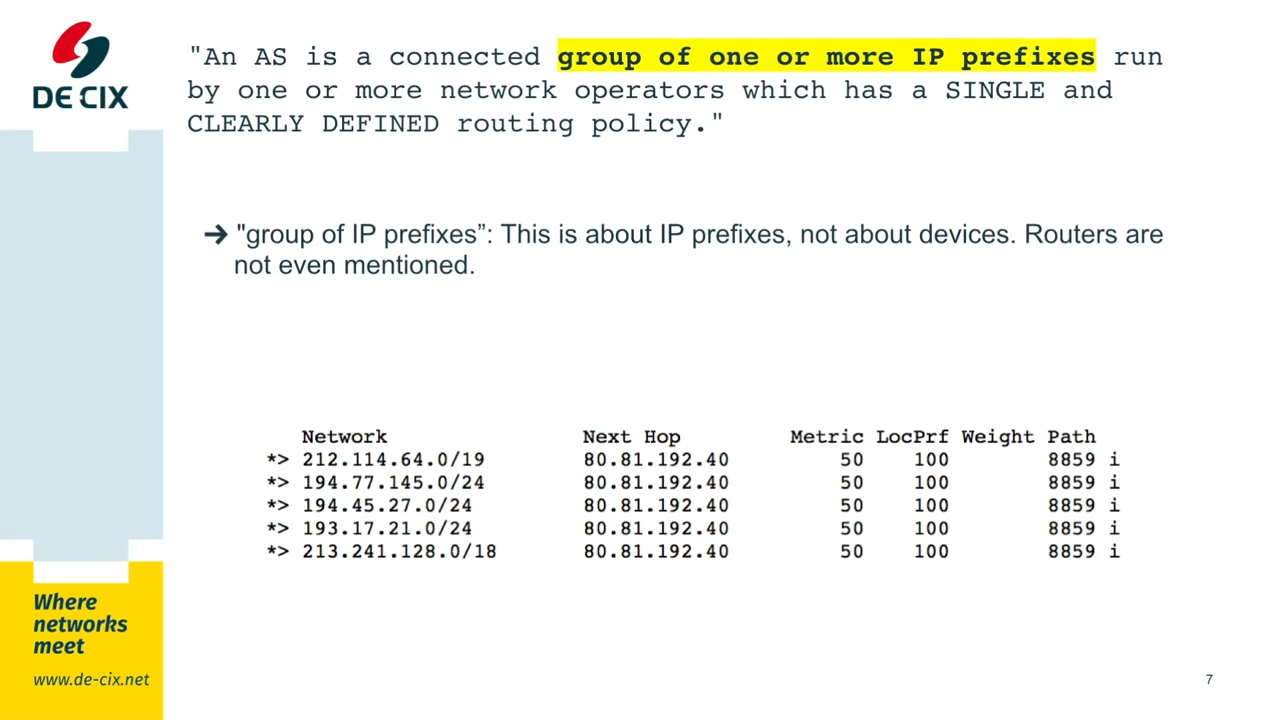 DE CIX
"An AS is a connected group of one or more IP prefixes run
by one or more network operators which has a SINGLE and
CLEARLY DEFINED routing policy."
➔ "group of IP prefixes”: This is about IP prefixes, not about devices. Routers are
not even mentioned.
Network Next Hop Metric LocPrf Weight Path
*> 212.114.64.0/19 80.81.192.40 50 100 8859 i
*> 194.77.145.0/24 80.81.192.40 50 100 8859 i
*> 194.45.27.0/24 80.81.192.40 50 100 8859 i
*> 193.17.21.0/24 80.81.192.40 50 100 8859 i
*> 213.241.128.0/18 80.81.192.40 50 100 8859 i
Where
networks
meet
www.de-cix.net
7